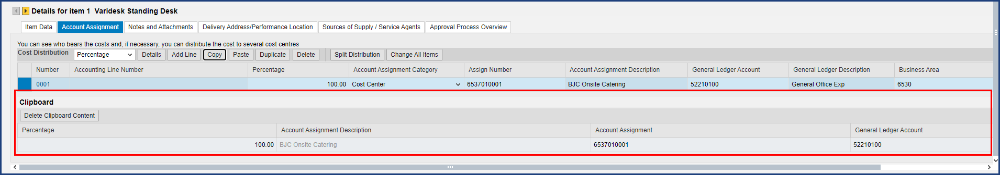 Details for item 1 Varidesk Standing Desk
Item Data Account Assignment Notes and Attachments Delivery Address/Performance Location Sources of Supply / Service Agents Approval Process Overview
You can see who bears the costs and, if necessary, you can distribute the cost to several cost centres
Cost Distribution Percentage Details Add Line Copy Paste Duplicate Delete Split Distribution Change All Items
Number Accounting Line Number Percentage Account Assignment Category Assign Number Account Assignment Description General Ledger Account General Ledger Description Business Area
0001 100.00 Cost Center 6537010001 BJC Onsite Catering 52210100 General Office Exp 6530
Clipboard
Delete Clipboard Content
Percentage Account Assignment Description Account Assignment General Ledger Account
100.00 BJC Onsite Catering 6537010001 52210100